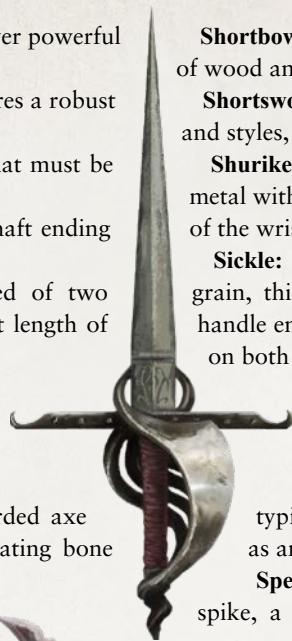 er powerful
res a robust
at must be
haft ending
ed of two
t length of
rded axe
ating bone
Shortbow
of wood an
Shortswo
and styles,
Shurike
metal with
of the wris
Sickle:
grain, thi
handle en
on both
typi
as an
Spe
spike, a